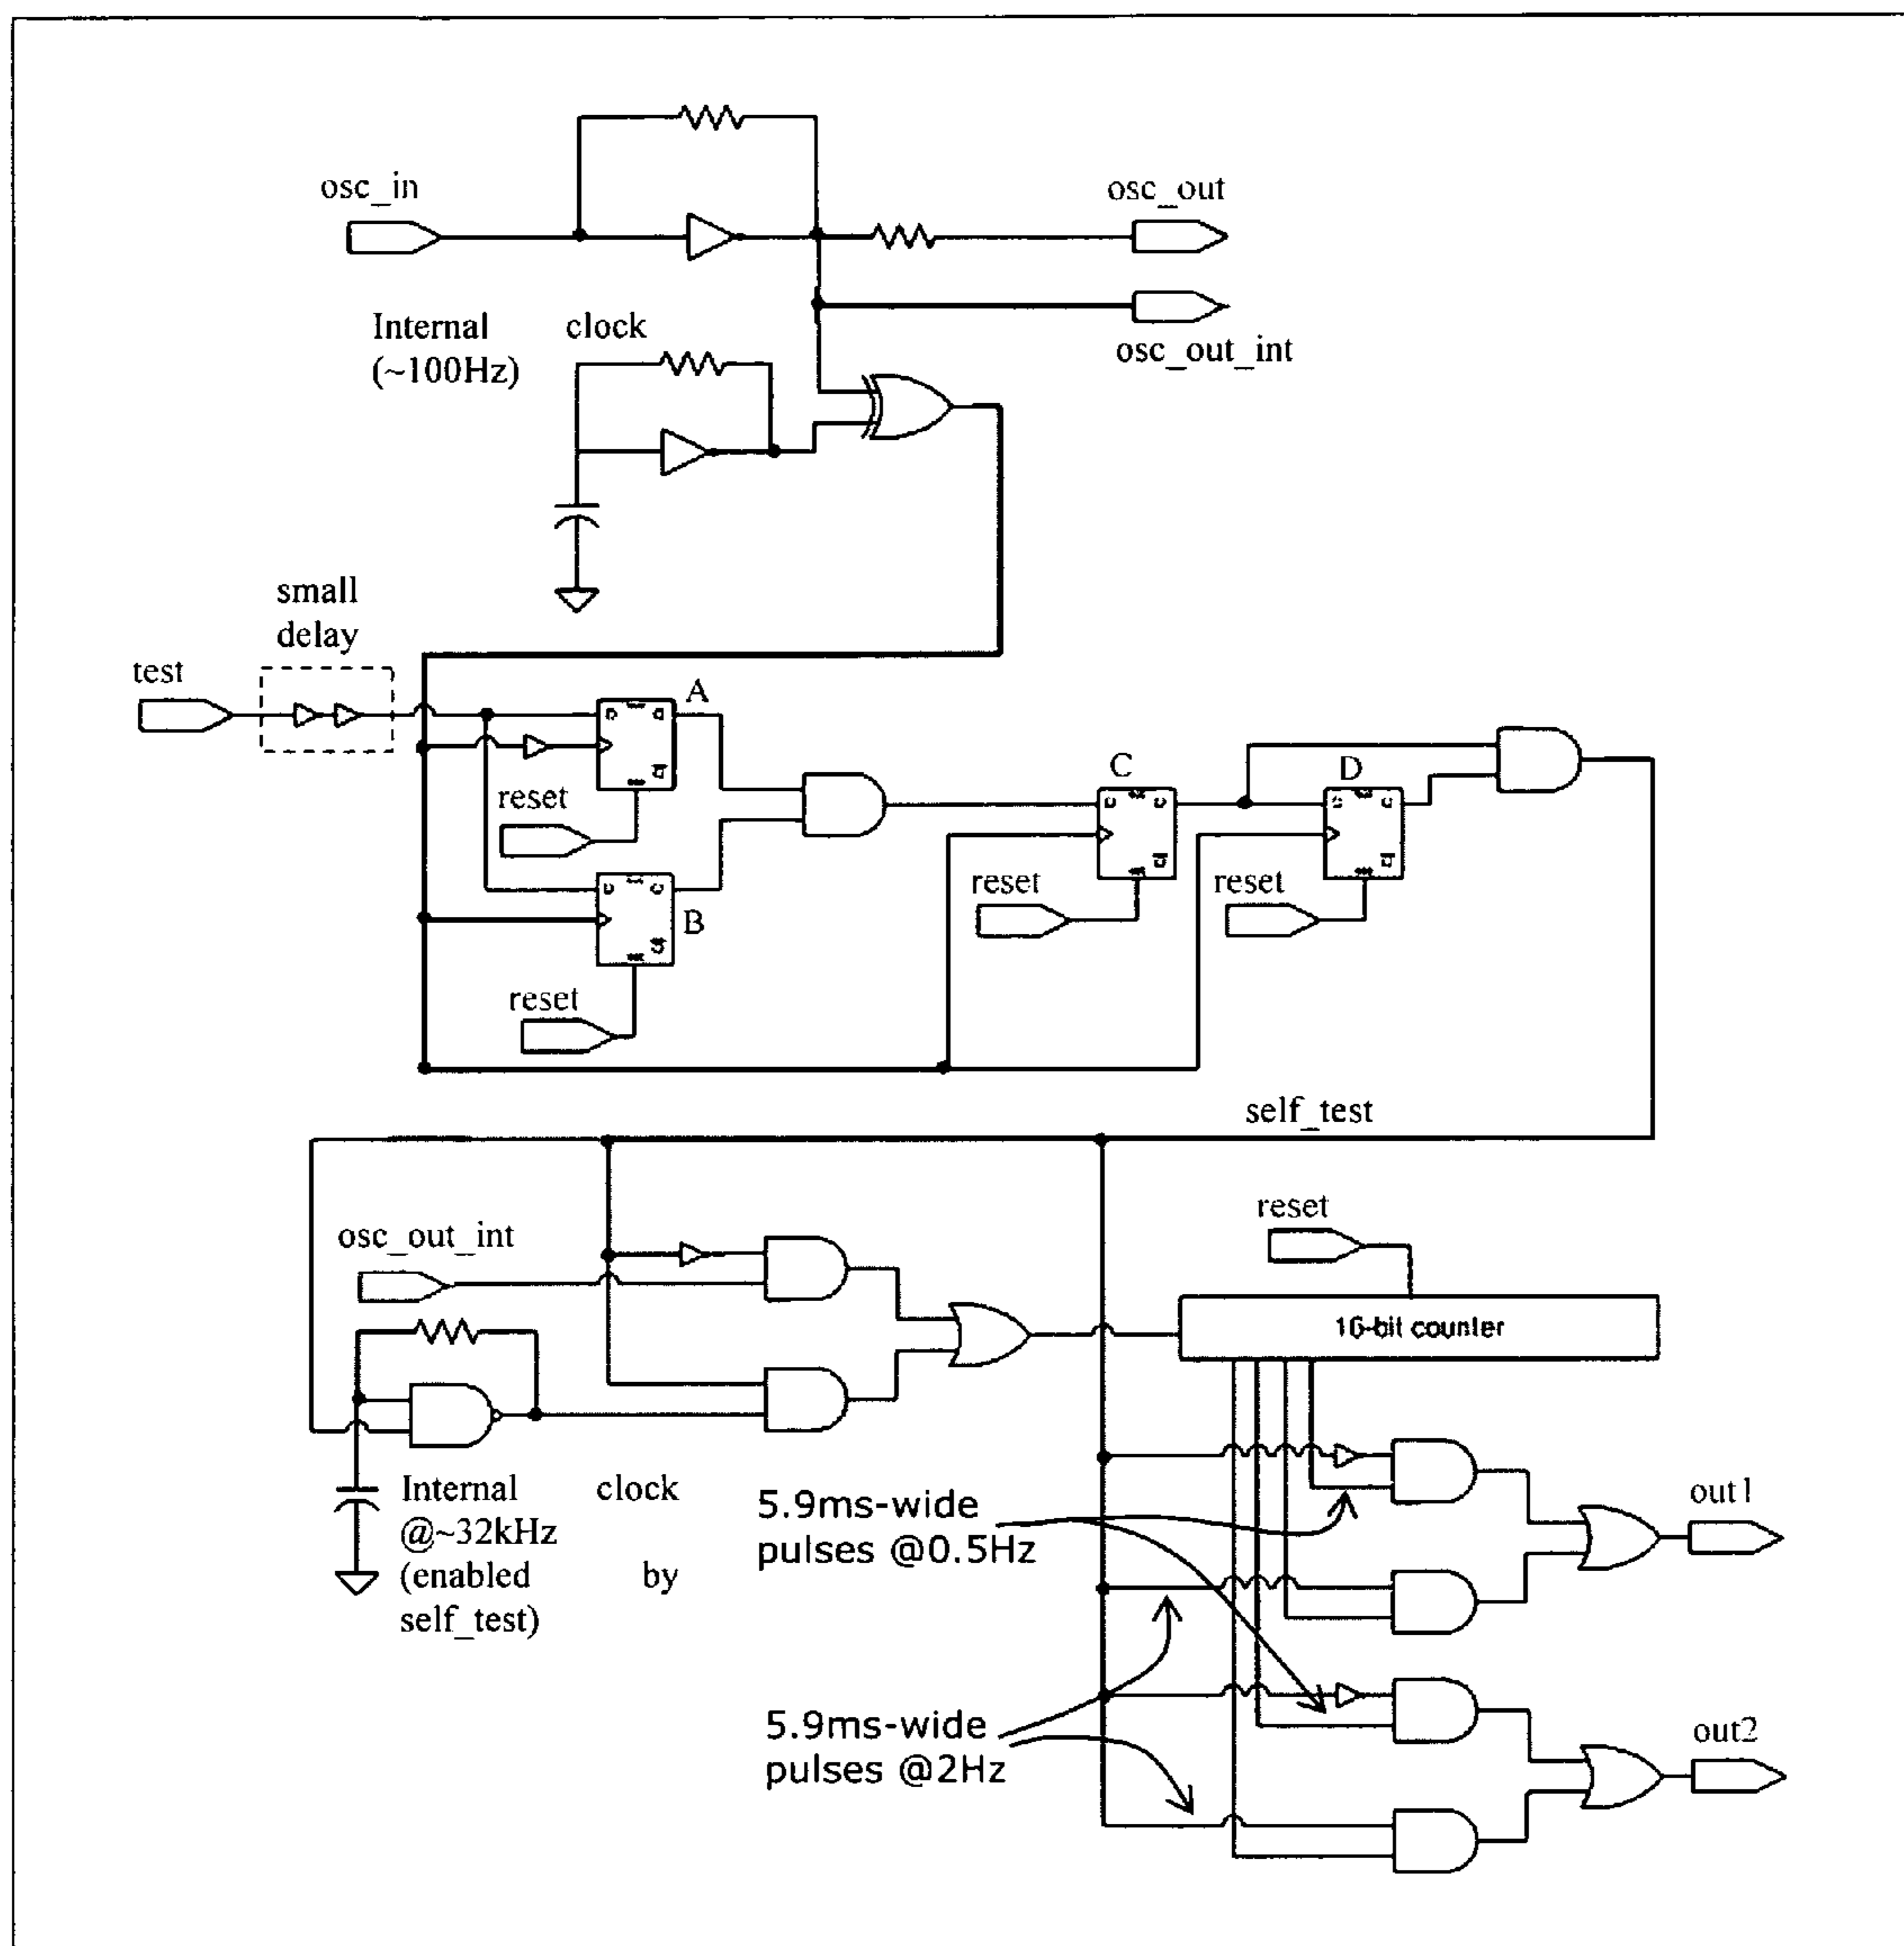 osc_in
osc_out
Internal clock
(~100Hz)
osc_out_int
small
delay
test
A
reset
C
D
reset
reset
B
reset
self_test
reset
osc_out_int
16-bit counter
Internal clock
@~32kHz
(enabled by
self_test)
5.9ms-wide
pulses @0.5Hz
out1
5.9ms-wide
pulses @2Hz
out2